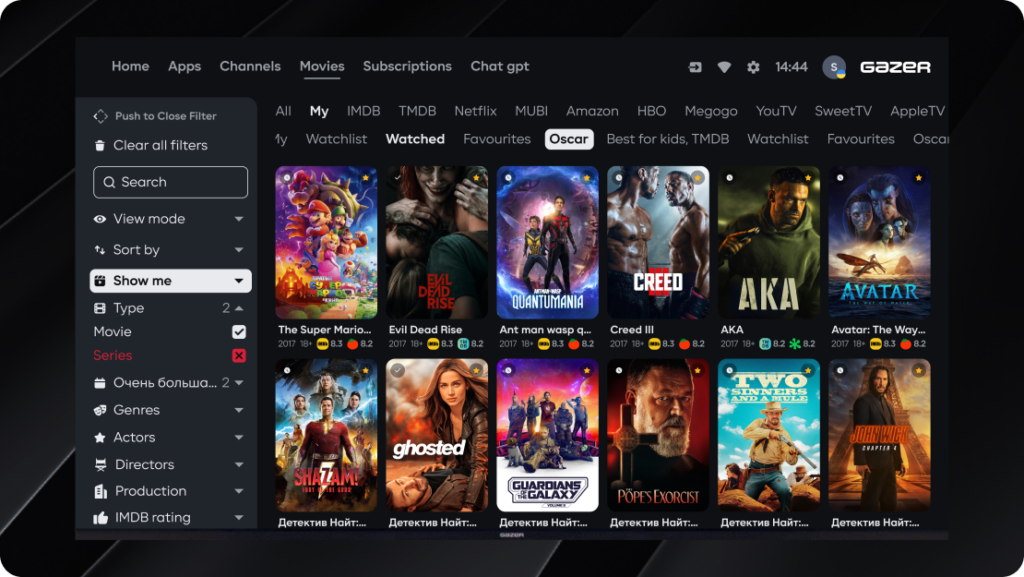 Home Apps Channels Movies Subscriptions Chat gpt 14:44 S GAZER
Push to Close Filter
Clear all filters
Search
View mode
Sort by
Show me
Type 2
Movie
Series
Очень больша... 2
Genres
Actors
Directors
Production
IMDB rating
All My IMDB TMDB Netflix MUBI Amazon HBO Megogo YouTV SweetTV AppleTV
My Watchlist Watched Favourites Oscar Best for kids, TMDB Watchlist Favourites Oscar
EVIL DEAD RISE
QUANTUMANIA
CREED III
AKA
AVATAR
THE WAY OF WATER
The Super Mario... Evil Dead Rise Ant man wasp q... Creed III AKA Avatar: The Way...
2017 18+ IMDb 8.3 8.2 2017 18+ IMDb 8.3 8.2 2017 18+ IMDb 8.3 8.2 2017 18+ IMDb 8.3 8.2 2017 18+ 8.2 8.2 2017 18+ IMDb 8.3 8.2
SHAZAM!
FURY OF THE GODS
ghosted
GUARDIANS OF THE GALAXY
VOLUME 3
THE POPE'S EXORCIST
TWO SINNERS AND A MULE
JOHN WICK
CHAPTER 4
Детектив Найт:... Детектив Найт:... Детектив Найт:... Детектив Найт:... Детектив Найт:... Детектив Найт:...
GAZER